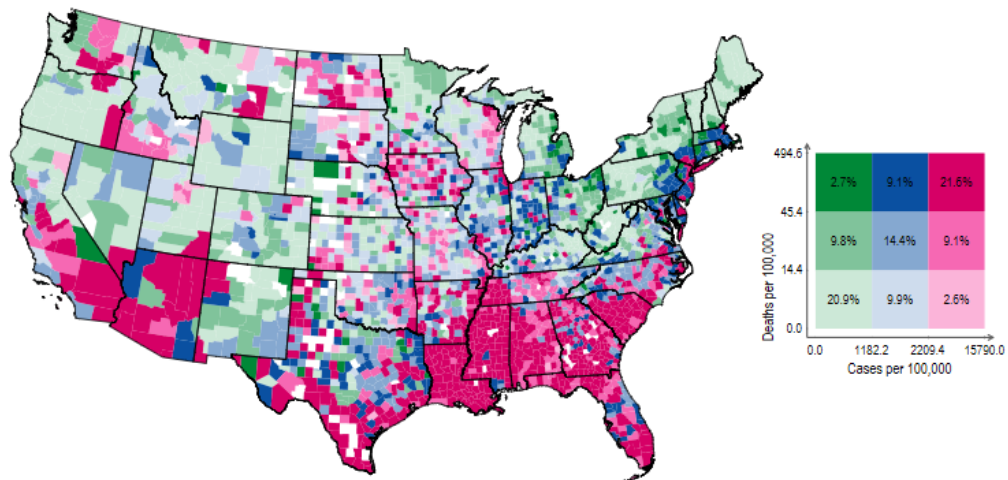 494.6
2.7% 9.1% 21.6%
45.4
9.8% 14.4% 9.1%
14.4
20.9% 9.9% 2.6%
0.0
Deaths per 100,000
0.0 1182.2 2209.4 15790.0
Cases per 100,000